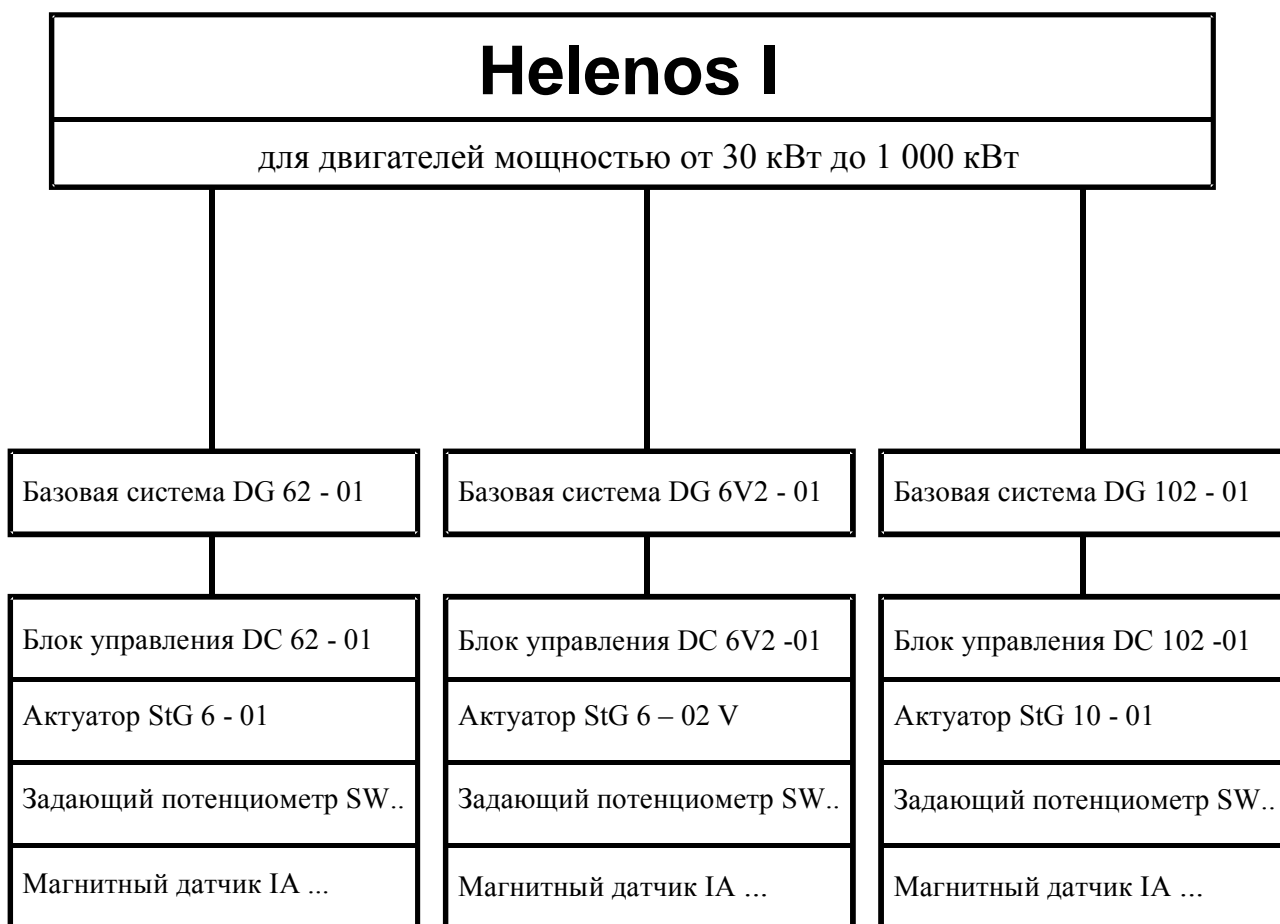 Helenos I
для двигателей мощностью от 30 кВт до 1 000 кВт
Базовая система DG 62 - 01
Базовая система DG 6V2 - 01
Базовая система DG 102 - 01
Блок управления DC 62 - 01
Блок управления DC 6V2 -01
Блок управления DC 102 -01
Актуатор StG 6 - 01
Актуатор StG 6 – 02 V
Актуатор StG 10 - 01
Задающий потенциометр SW..
Задающий потенциометр SW..
Задающий потенциометр SW..
Магнитный датчик IA ...
Магнитный датчик IA ...
Магнитный датчик IA ...